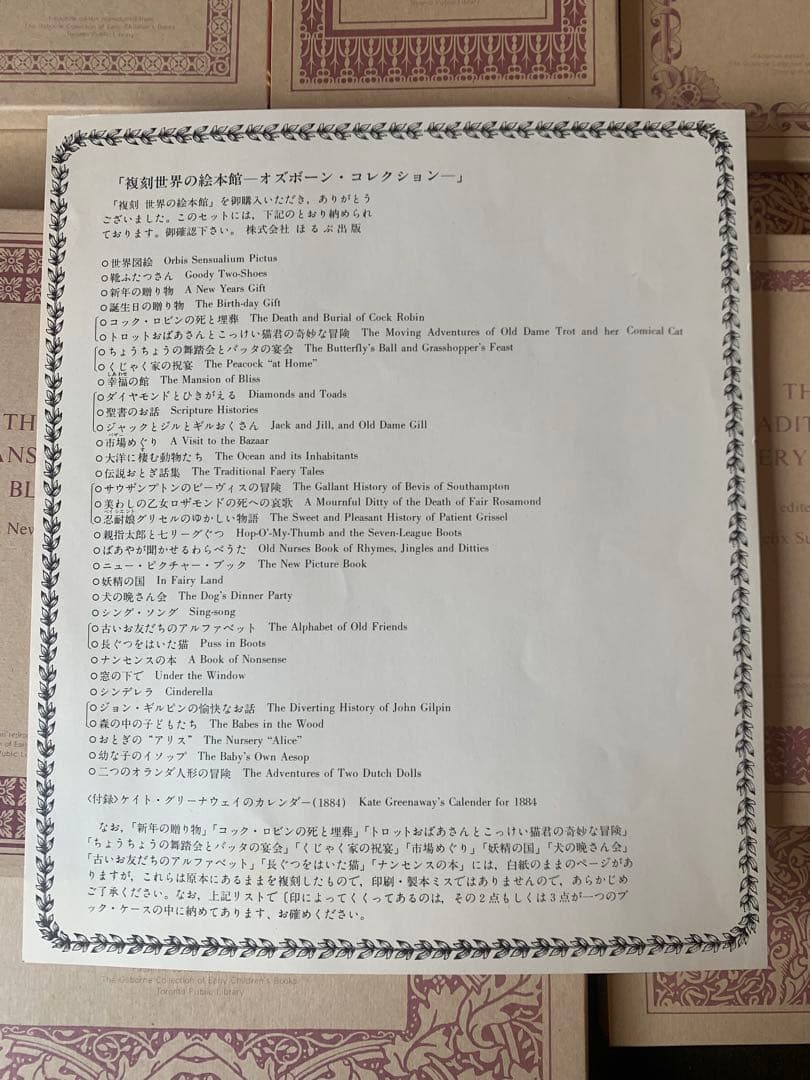 The Osborne Collection of Early Children's Books
Toronto Public Library
「複刻世界の絵本館―オズボーン・コレクション―」
「複刻 世界の絵本館」を御購入いただき, ありがとう
ございました。このセットには, 下記のとおり納められ
ております。御確認下さい。 株式会社 ほるぷ出版
○世界図絵 Orbis Sensualium Pictus
○靴ふたつさん Goody Two-Shoes
○新年の贈り物 A New Years Gift
○誕生日の贈り物 The Birth-day Gift
○コック・ロビンの死と埋葬 The Death and Burial of Cock Robin
○トロットおばあさんとこっけい猫君の奇妙な冒険 The Moving Adventures of Old Dame Trot and her Comical Cat
○ちょうちょうの舞踏会とバッタの宴会 The Butterfly's Ball and Grasshopper's Feast
○くじゃく家の祝宴 The Peacock "at Home"
しあわせ
○幸福の館 The Mansion of Bliss
○ダイヤモンドとひきがえる Diamonds and Toads
○聖書のお話 Scripture Histories
○ジャックとジルとギルおくさん Jack and Jill, and Old Dame Gill
バザー
○市場めぐり A Visit to the Bazaar
す
○大洋に棲む動物たち The Ocean and its Inhabitants
○伝説おとぎ話集 The Traditional Faery Tales
○サウザンプトンのビーヴィスの冒険 The Gallant History of Bevis of Southampton
○美わしの乙女ロザモンドの死への哀歌 A Mournful Ditty of the Death of Fair Rosamond
ペイシェント
○忍耐娘グリセルのゆかしい物語 The Sweet and Pleasant History of Patient Grissel
○親指太郎と七リーグぐつ Hop-O'-My-Thumb and the Seven-League Boots
○ばあやが聞かせるわらべうた Old Nurses Book of Rhymes, Jingles and Ditties
○ニュー・ピクチャー・ブック The New Picture Book
○妖精の国 In Fairy Land
○犬の晩さん会 The Dog's Dinner Party
○シング・ソング Sing-song
○古いお友だちのアルファベット The Alphabet of Old Friends
○長ぐつをはいた猫 Puss in Boots
○ナンセンスの本 A Book of Nonsense
○窓の下で Under the Window
○シンデレラ Cinderella
○ジョン・ギルピンの愉快なお話 The Diverting History of John Gilpin
○森の中の子どもたち The Babes in the Wood
○おとぎの"アリス" The Nursery "Alice"
○幼な子のイソップ The Baby's Own Aesop
○二つのオランダ人形の冒険 The Adventures of Two Dutch Dolls
〈付録〉ケイト・グリーナウェイのカレンダー(1884) Kate Greenaway's Calender for 1884
なお,「新年の贈り物」「コック・ロビンの死と埋葬」「トロットおばあさんとこっけい猫君の奇妙な冒険」
「ちょうちょうの舞踏会とバッタの宴会」「くじゃく家の祝宴」「市場めぐり」「妖精の国」「犬の晩さん会」
「古いお友だちのアルファベット」「長ぐつをはいた猫」「ナンセンスの本」には, 白紙のままのページがあ
りますが, これらは原本にあるままを複刻したもので, 印刷・製本ミスではありませんので, あらかじめ
ご了承ください。なお, 上記リストで〔印によってくくってあるのは, その2点もしくは3点が一つのブ
ック・ケースの中に納めてあります、お確めください。
The Osborne Collection of Early Children's Books
Toronto Public Library